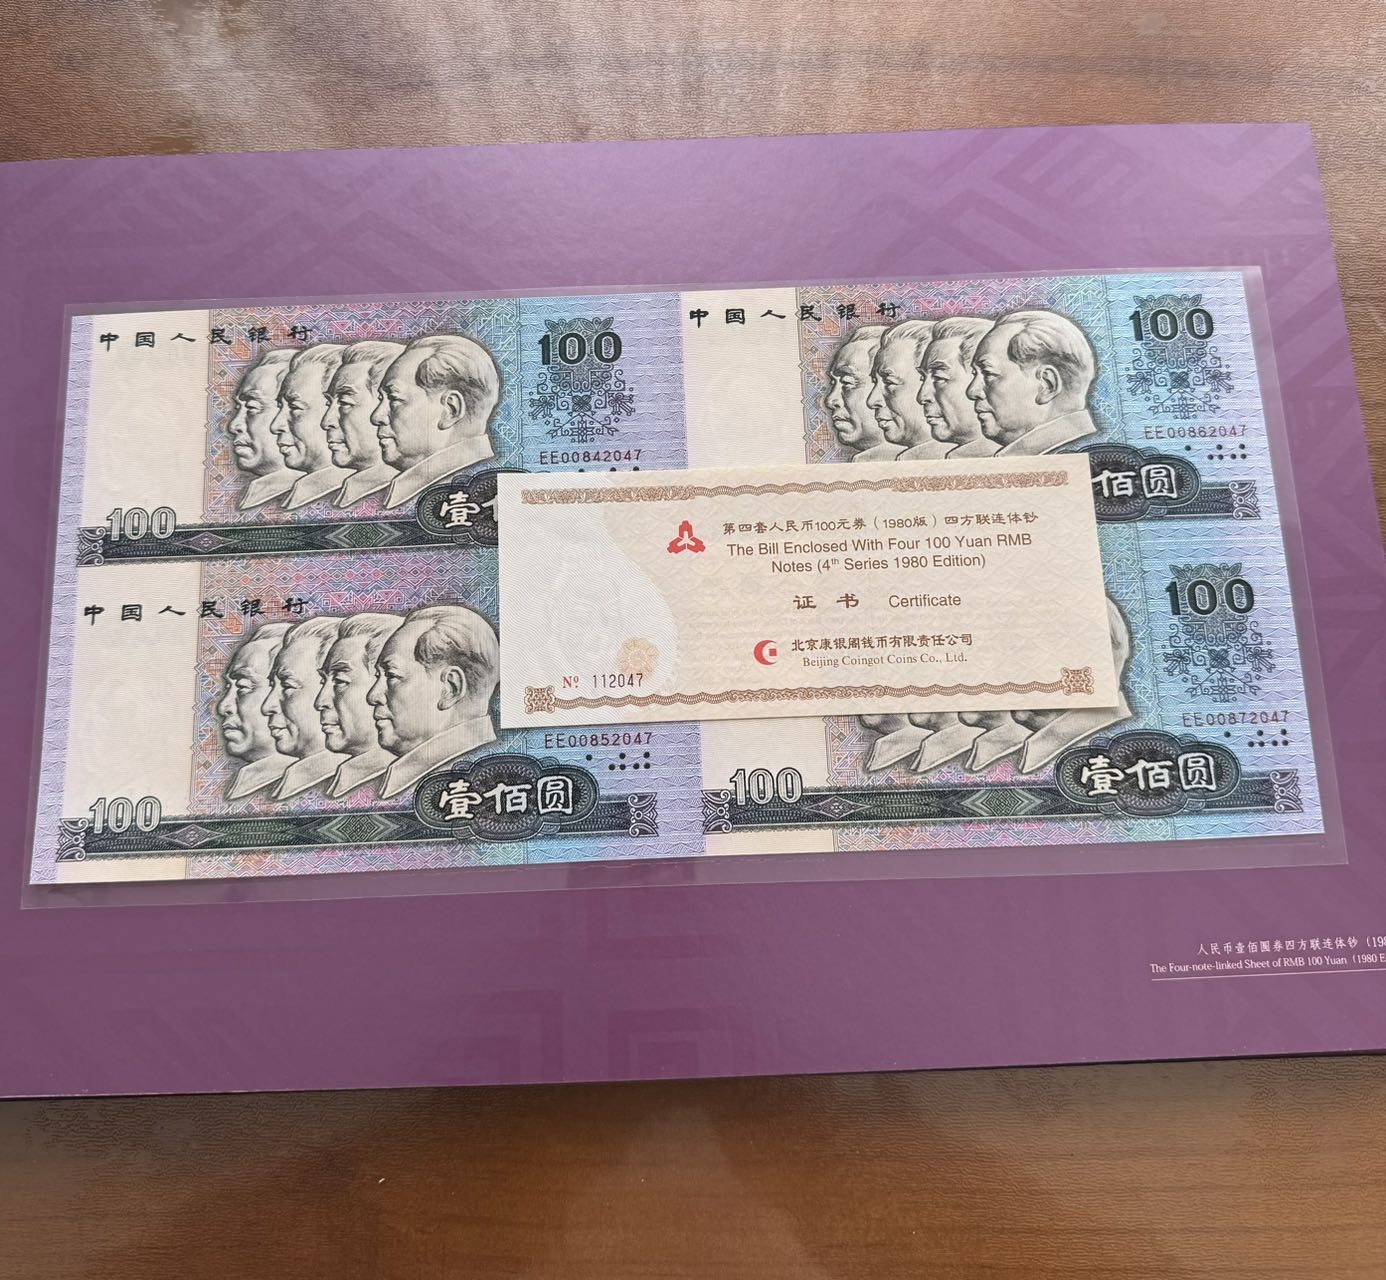 中国人民银行
100
EE00842047
100
壹
中国人民银行
100
EE00862047
佰圆
中国人民银行
EE00852047
100
壹佰圆
100
EE00872047
100
壹佰圆
第四套人民币100元券(1980版)四方联连体钞
The Bill Enclosed With Four 100 Yuan RMB
Notes (4th Series 1980 Edition)
证 书 Certificate
北京康银阁钱币有限责任公司
Beijing Coingot Coins Co., Ltd.
Nº 112047
人民币壹佰圆券四方联连体钞(198
The Four-note-linked Sheet of RMB 100 Yuan (1980 E